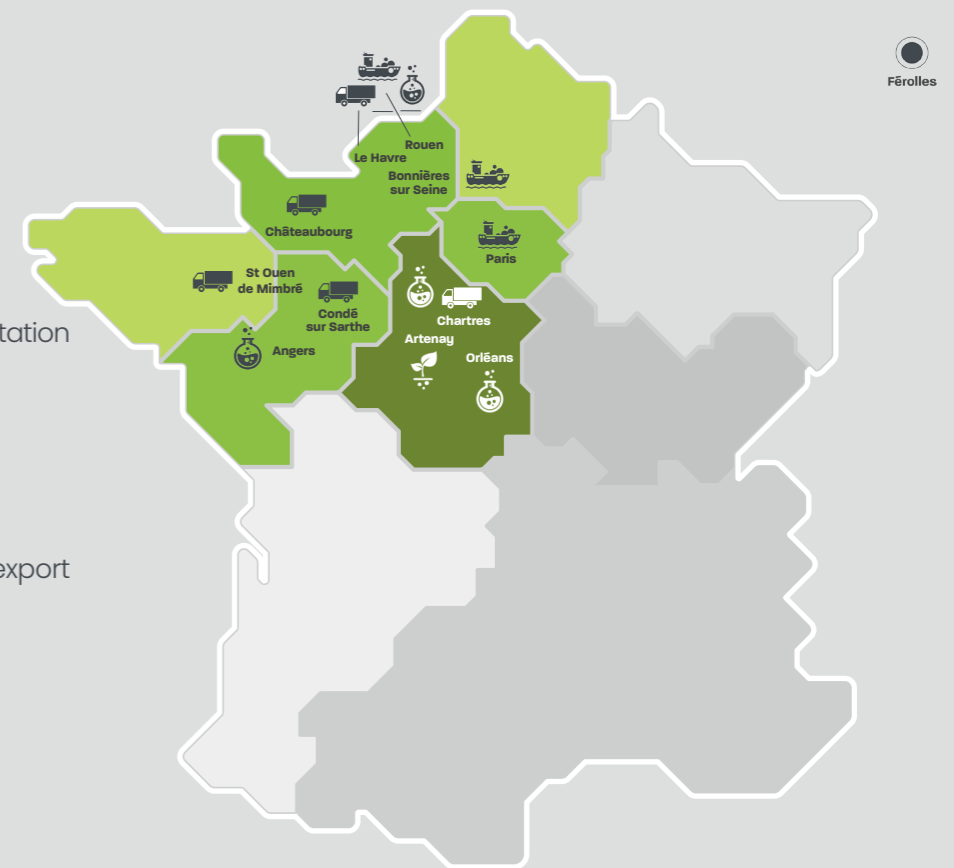 Fërolles
Rouen
Le Havre
Bonnières
sur Seine
Châteaubourg
Paris
St Ouen
de Mimbré
Condé
sur Sarthe
Chartres
tation
Artenay
Angers
Orléans
export